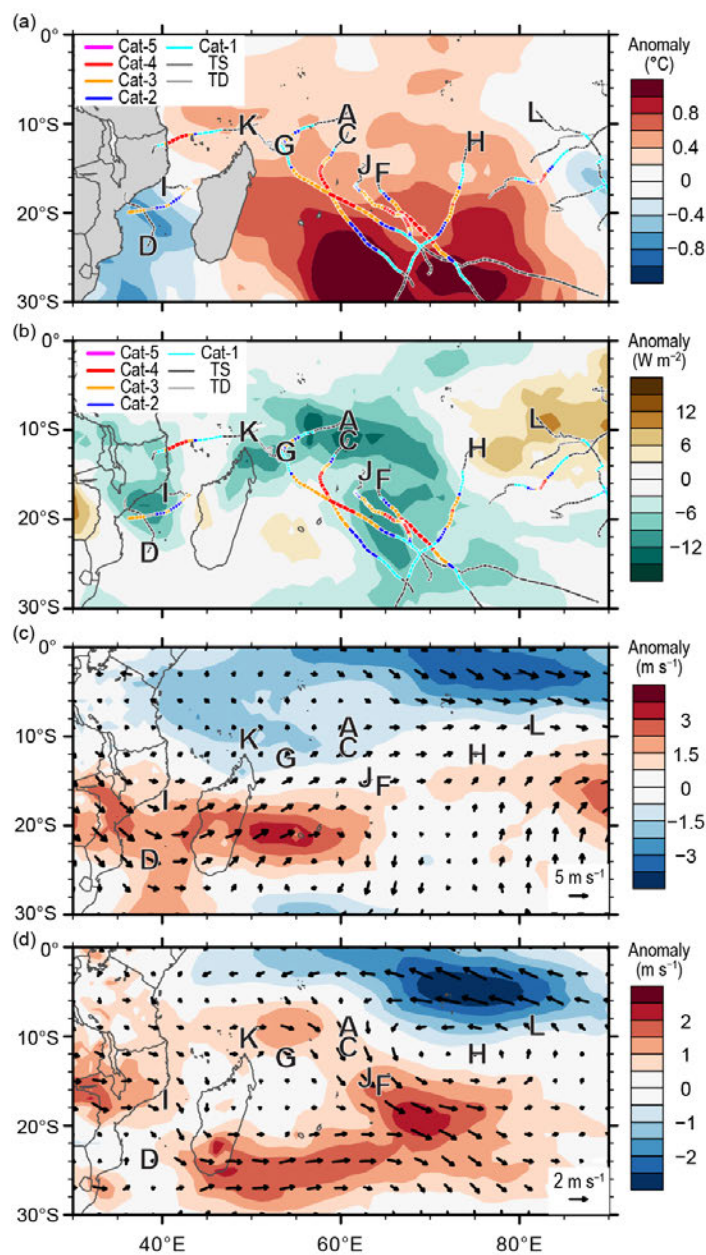 (a)
0°
10°S
20°S
30°S
Cat-5 Cat-1
Cat-4 TS
Cat-3 TD
Cat-2
K G A C J F H L I D
Anomaly
(°C)
0.8
0.4
0
−0.4
−0.8
(b)
0°
10°S
20°S
30°S
Cat-5 Cat-1
Cat-4 TS
Cat-3 TD
Cat-2
K G A C J F H L I D
Anomaly
(W m⁻²)
12
6
0
−6
−12
(c)
0°
10°S
20°S
30°S
K G A C J F H L I D
5 m s⁻¹
Anomaly
(m s⁻¹)
3
1.5
0
−1.5
−3
(d)
0°
10°S
20°S
30°S
K G A C J F H L I D
2 m s⁻¹
Anomaly
(m s⁻¹)
2
1
0
−1
−2
40°E 60°E 80°E